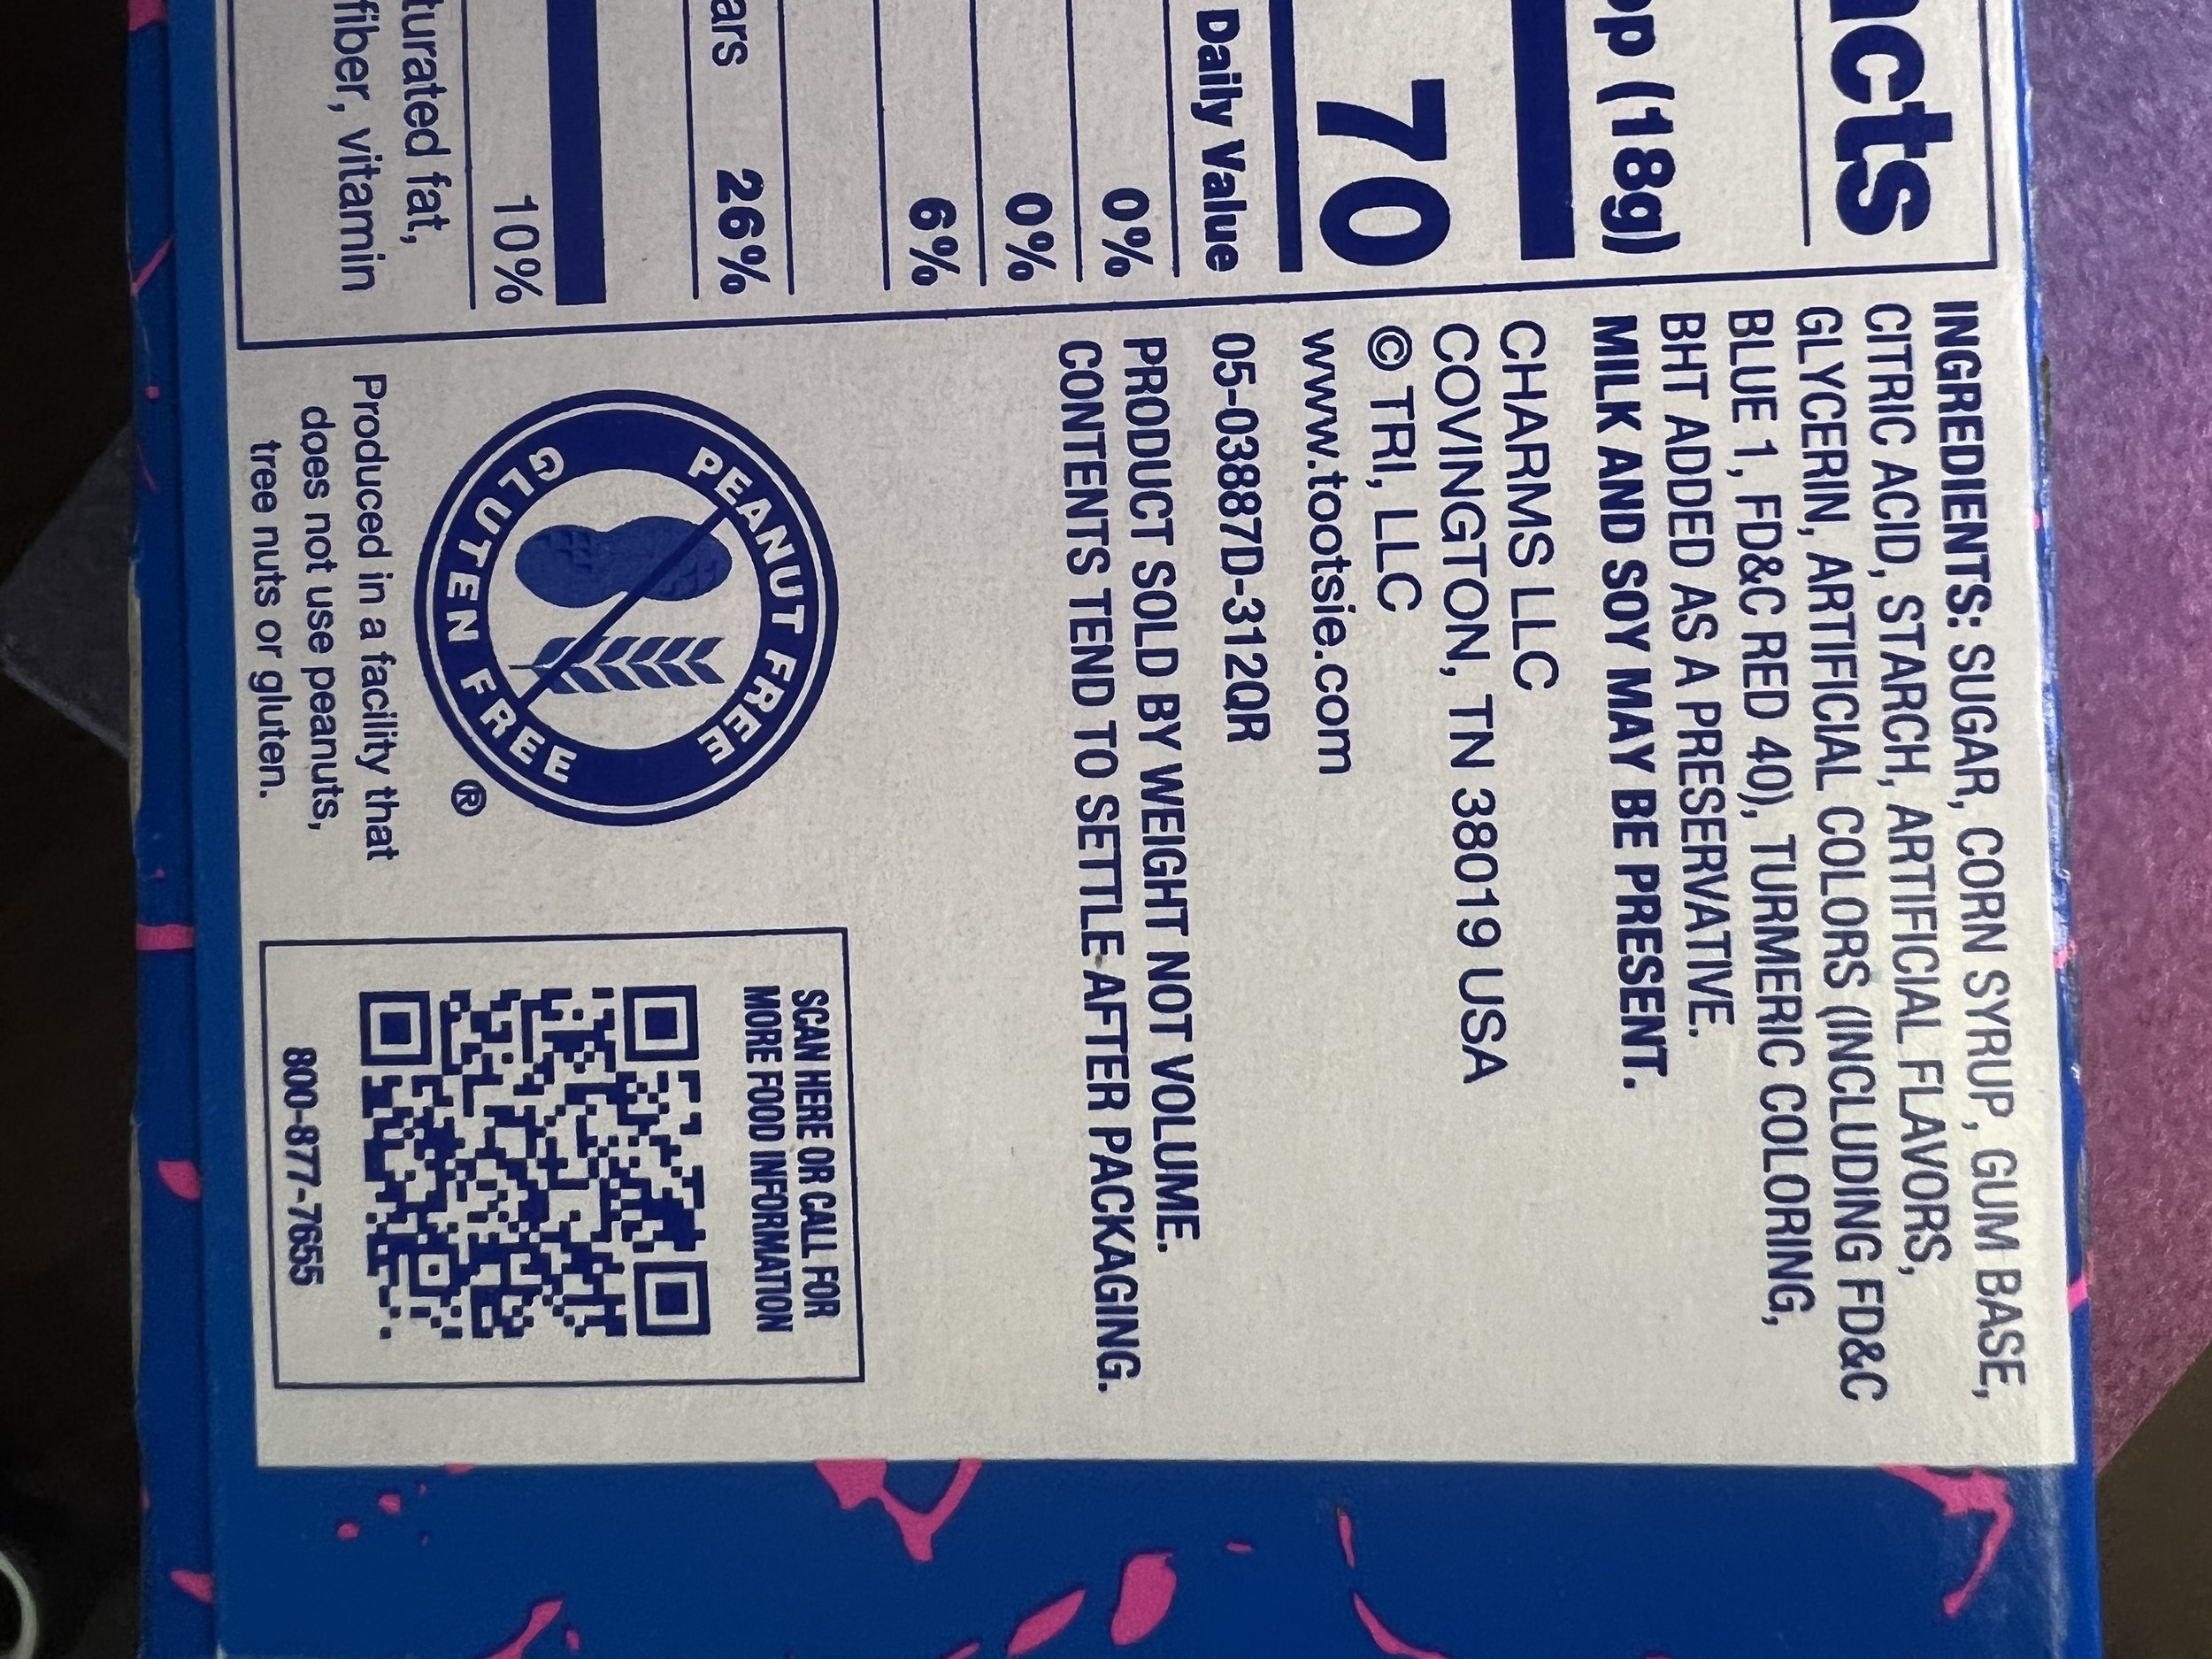 acts
pp (18g)
70
Daily Value
0%
0%
6%
ars 26%
10%
turated fat,
fiber, vitamin
INGREDIENTS: SUGAR, CORN SYRUP, GUM BASE,
CITRIC ACID, STARCH, ARTIFICIAL FLAVORS,
GLYCERIN, ARTIFICIAL COLORS (INCLUDING FD&C
BLUE 1, FD&C RED 40), TURMERIC COLORING,
BHT ADDED AS A PRESERVATIVE.
MILK AND SOY MAY BE PRESENT.
CHARMS LLC
COVINGTON, TN 38019 USA
© TRI, LLC
www.tootsie.com
05-03887D-312QR
PRODUCT SOLD BY WEIGHT NOT VOLUME.
CONTENTS TEND TO SETTLE AFTER PACKAGING.
PEANUT FREE
GLUTEN FREE
®
Produced in a facility that
does not use peanuts,
tree nuts or gluten.
SCAN HERE OR CALL FOR
MORE FOOD INFORMATION
800-877-7655